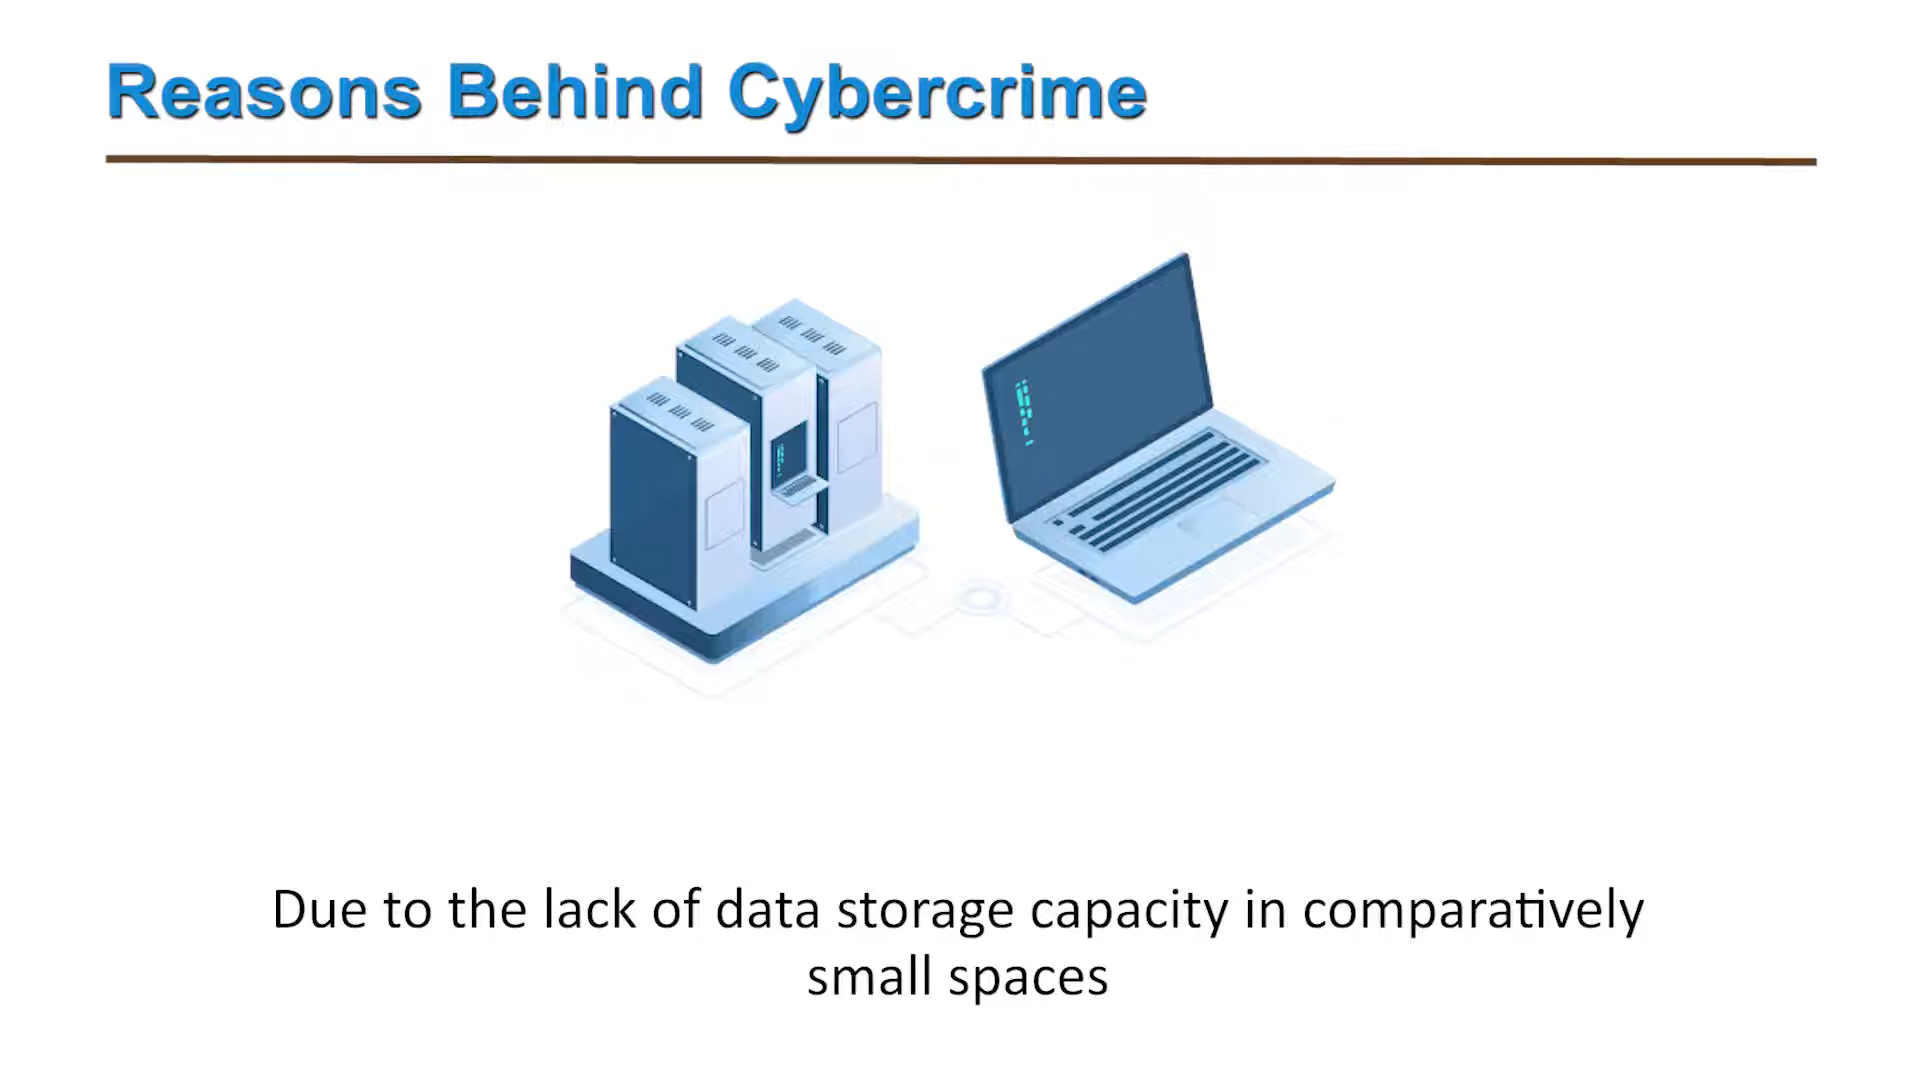 Reasons Behind Cybercrime
Due to the lack of data storage capacity in comparatively
small spaces